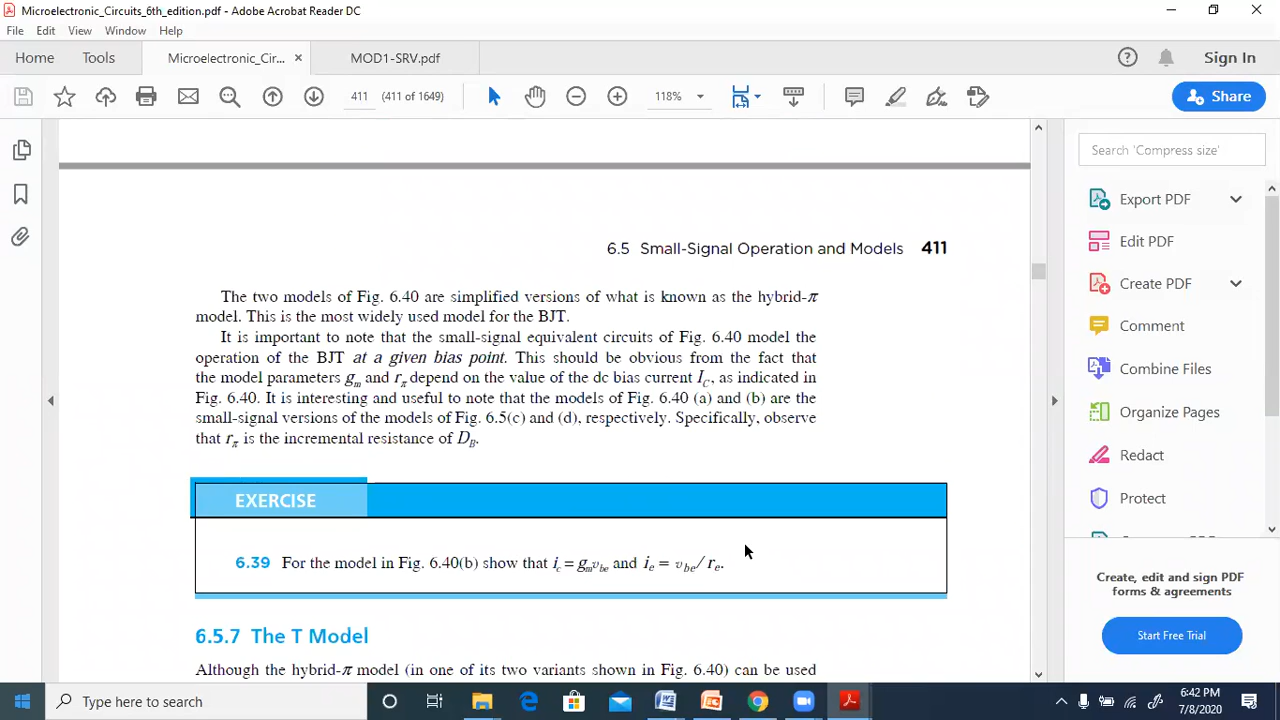 Microelectronic_Circuits_6th_edition.pdf - Adobe Acrobat Reader DC
File Edit View Window Help
Home Tools Microelectronic_Cir... × MOD1-SRV.pdf Sign In
411 (411 of 1649) 118% Share
6.5 Small-Signal Operation and Models 411
The two models of Fig. 6.40 are simplified versions of what is known as the hybrid-π
model. This is the most widely used model for the BJT.
It is important to note that the small-signal equivalent circuits of Fig. 6.40 model the
operation of the BJT at a given bias point. This should be obvious from the fact that
the model parameters gm and rπ depend on the value of the dc bias current IC, as indicated in
Fig. 6.40. It is interesting and useful to note that the models of Fig. 6.40 (a) and (b) are the
small-signal versions of the models of Fig. 6.5(c) and (d), respectively. Specifically, observe
that rπ is the incremental resistance of DB.
EXERCISE
6.39 For the model in Fig. 6.40(b) show that ic = gmvbe and ie = vbe/re.
6.5.7 The T Model
Although the hybrid-π model (in one of its two variants shown in Fig. 6.40) can be used
Search 'Compress size'
Export PDF
Edit PDF
Create PDF
Comment
Combine Files
Organize Pages
Redact
Protect
Create, edit and sign PDF
forms & agreements
Start Free Trial
Type here to search
6:42 PM
7/8/2020